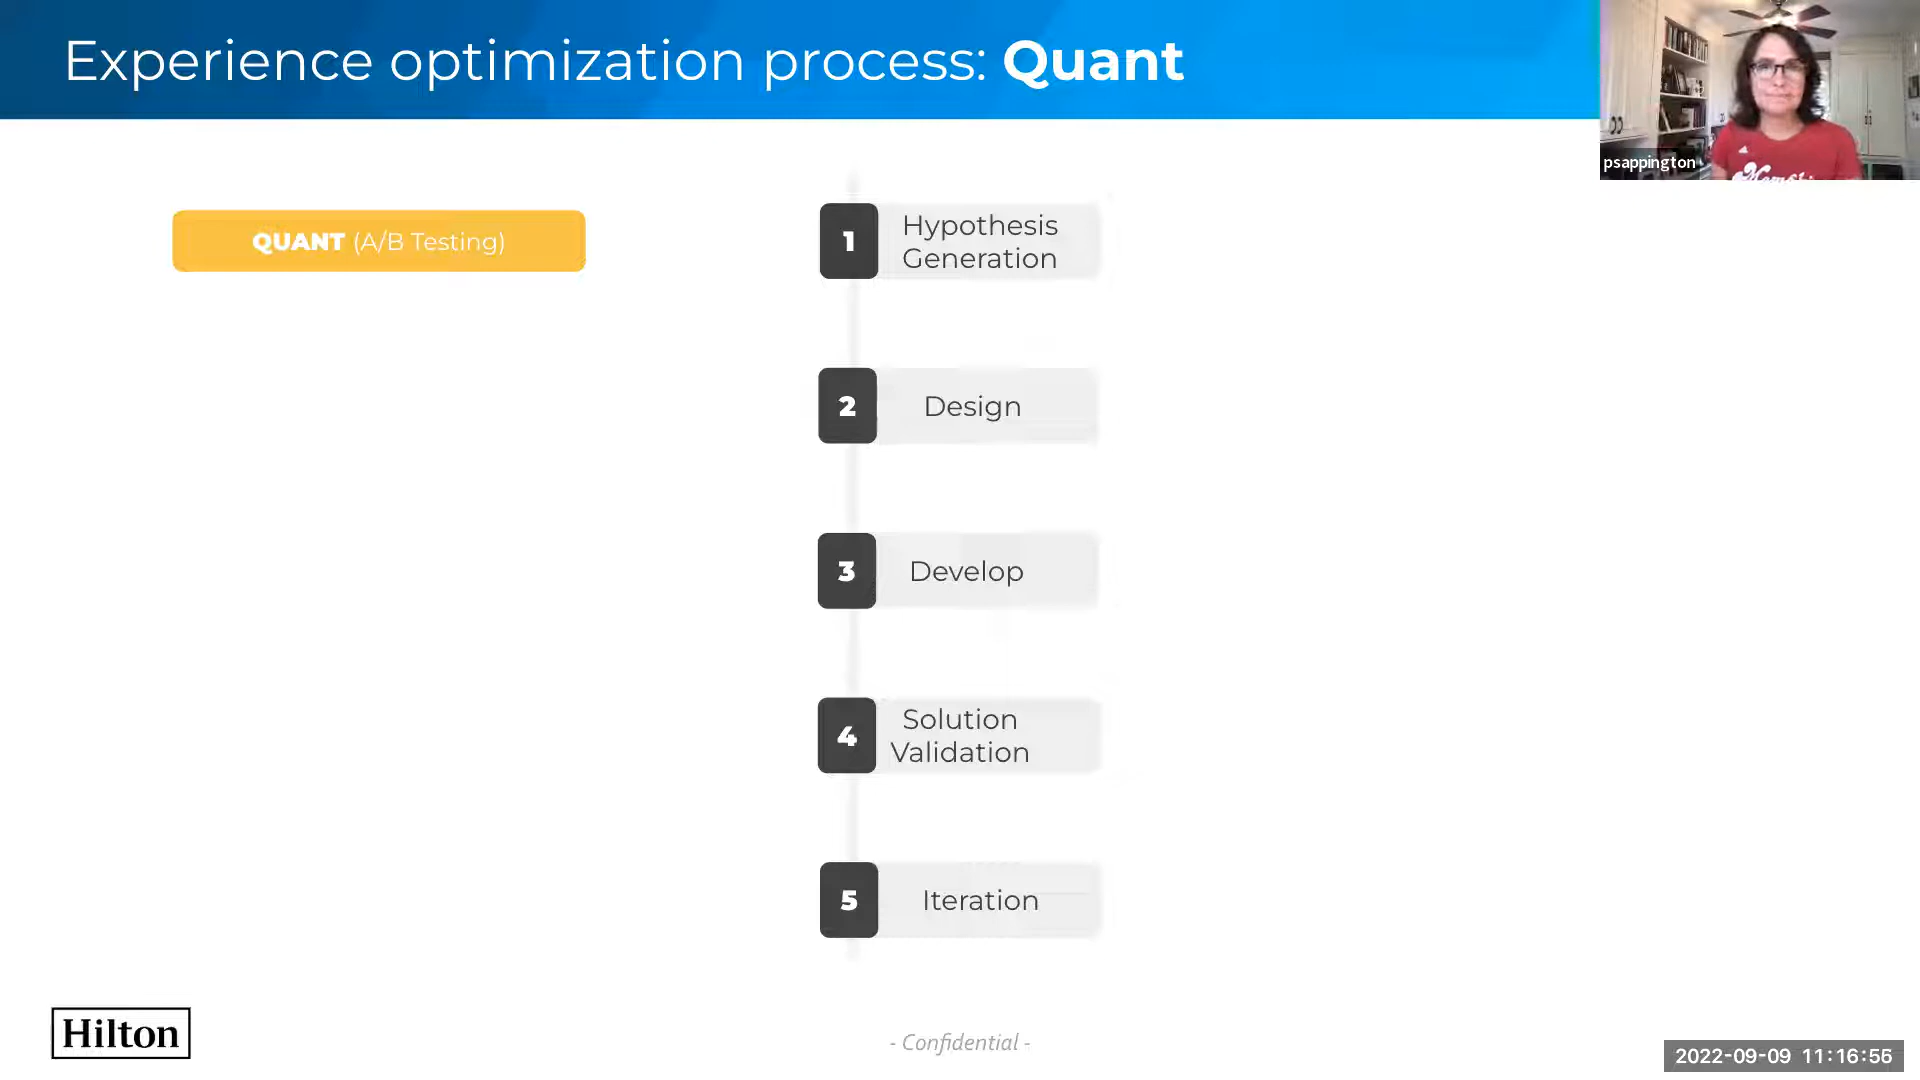 Experience optimization process: Quant
psappington
QUANT (A/B Testing)
1
Hypothesis
Generation
2
Design
3
Develop
4
Solution
Validation
5
Iteration
Hilton
- Confidential -
2022-09-09 11:16:56